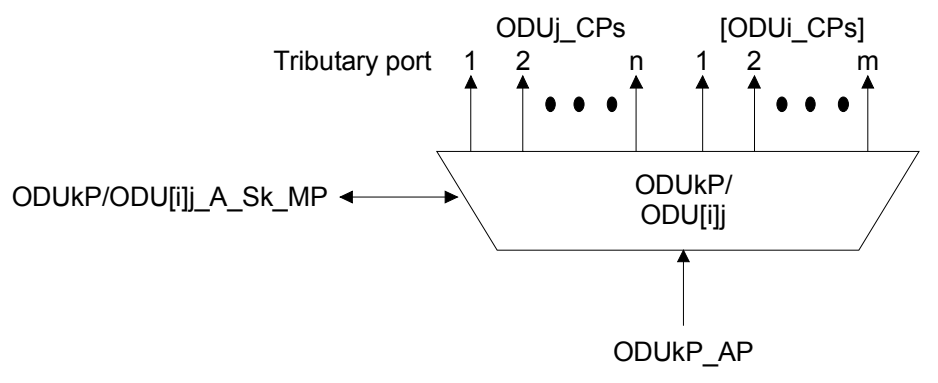 ODUj_CPs [ODUi_CPs]
Tributary port 1 2 n 1 2 m
ODUkP/
ODU[i]j
ODUkP/ODU[i]j_A_Sk_MP
ODUkP_AP